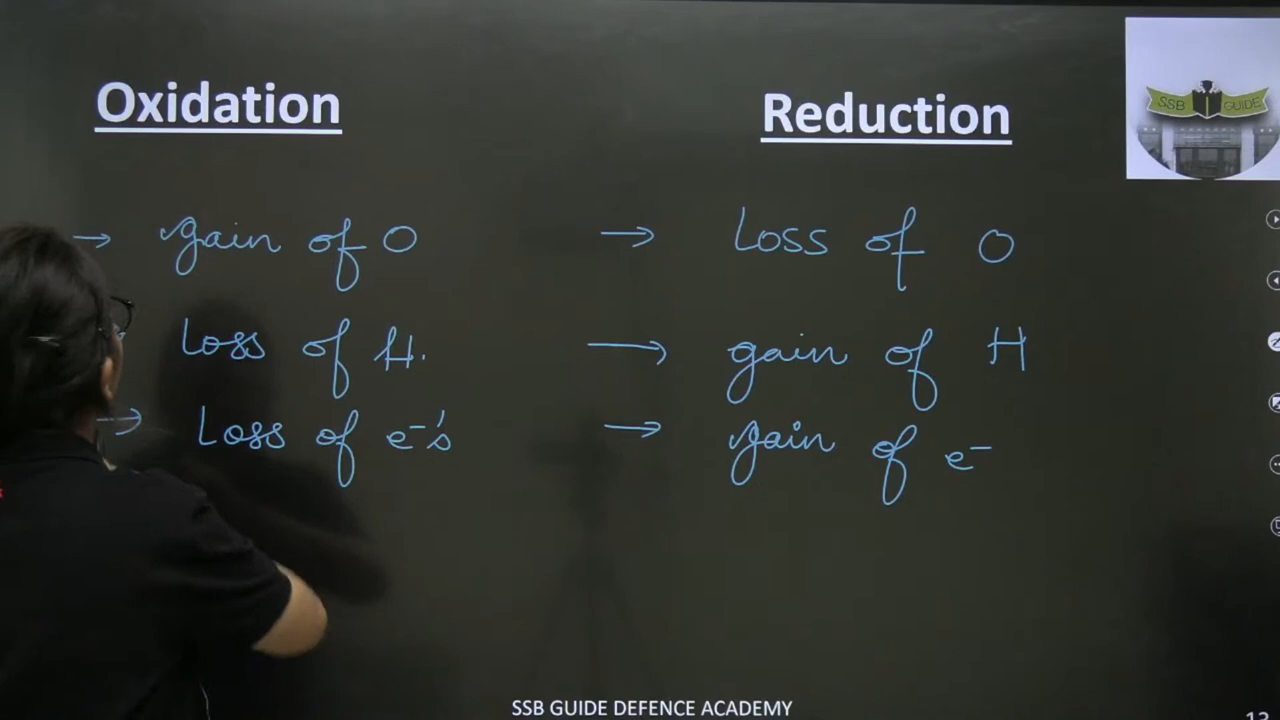 Oxidation
Reduction
SSB GUIDE
→ gain of O
→ Loss of O
Loss of H.
→ gain of H
→ Loss of e⁻'s
→ gain of e⁻
SSB GUIDE DEFENCE ACADEMY